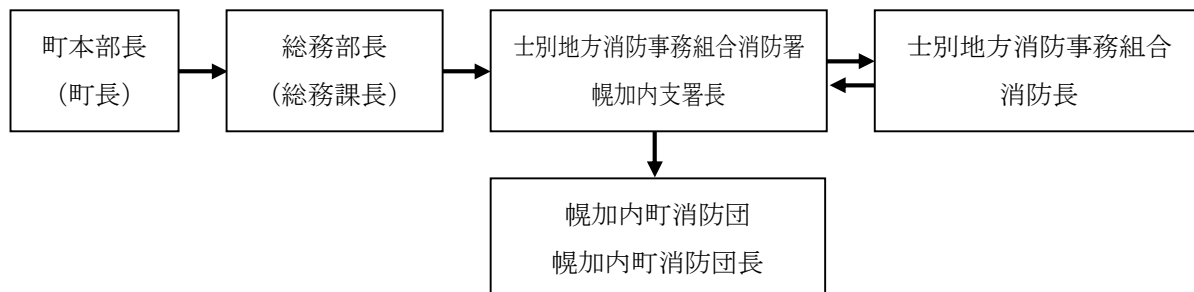 町本部長
（町長）
総務部長
（総務課長）
士別地方消防事務組合消防署
幌加内支署長
士別地方消防事務組合
消防長
幌加内町消防団
幌加内町消防団長